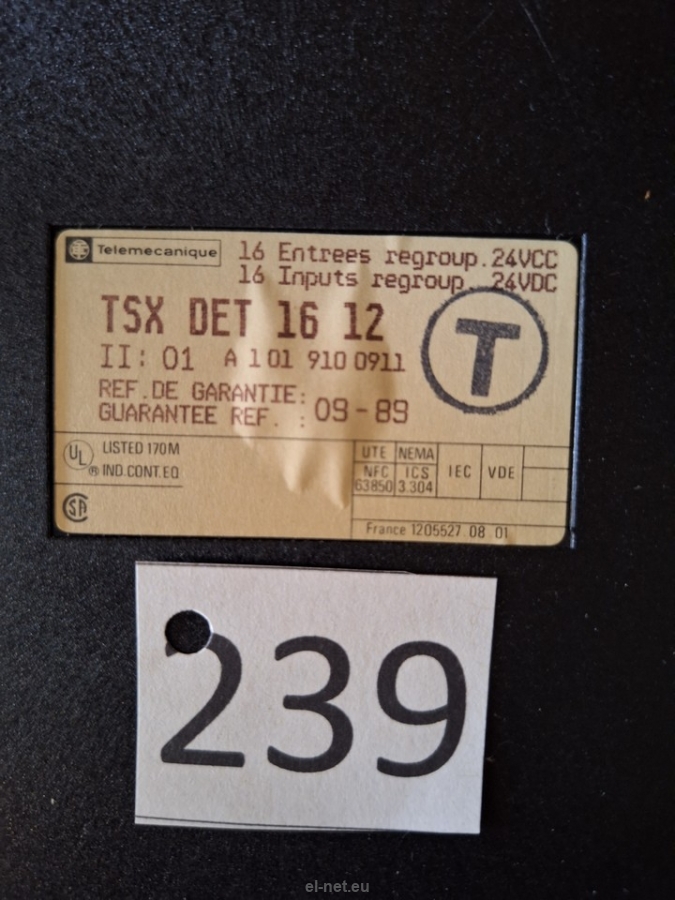 Telemecanique
16 Entrees regroup.24VCC
16 Inputs regroup. 24VDC
TSX DET 16 12
T
II: 01 A 1 01 910 0911
REF.DE GARANTIE:
GUARANTEE REF. : 09-89
UL ® LISTED 170M
IND.CONT.EQ
SA
UTE NEMA
NFC ICS IEC VDE
63850 3.304
France 1205527 08 01
239
el-net.eu